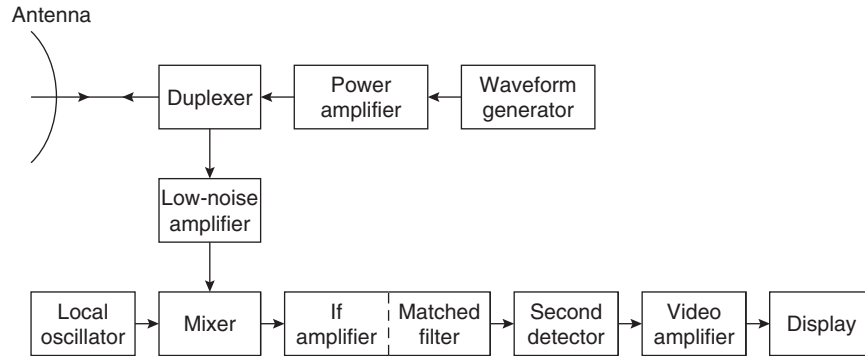 Antenna
Duplexer
Power
amplifier
Waveform
generator
Low-noise
amplifier
Local
oscillator
Mixer
If
amplifier
Matched
filter
Second
detector
Video
amplifier
Display